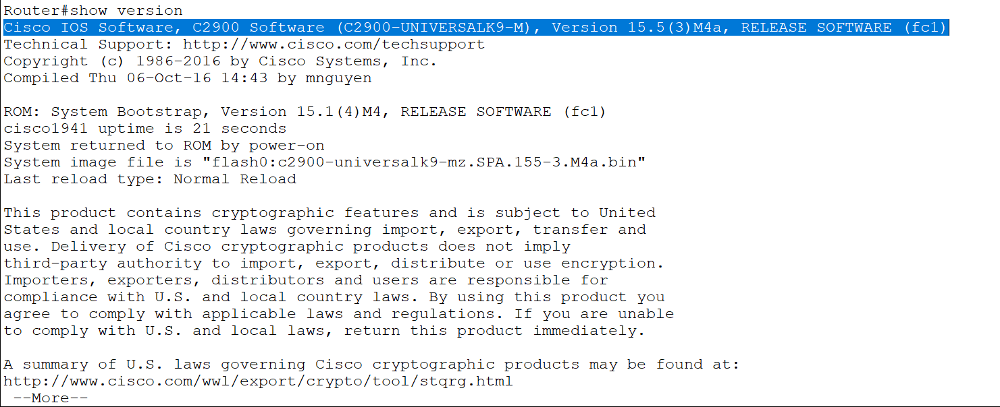 Router#show version
Cisco IOS Software, C2900 Software (C2900-UNIVERSALK9-M), Version 15.5(3)M4a, RELEASE SOFTWARE (fc1)
Technical Support: http://www.cisco.com/techsupport
Copyright (c) 1986-2016 by Cisco Systems, Inc.
Compiled Thu 06-Oct-16 14:43 by mnguyen
ROM: System Bootstrap, Version 15.1(4)M4, RELEASE SOFTWARE (fc1)
cisco1941 uptime is 21 seconds
System returned to ROM by power-on
System image file is "flash0:c2900-universalk9-mz.SPA.155-3.M4a.bin"
Last reload type: Normal Reload
This product contains cryptographic features and is subject to United
States and local country laws governing import, export, transfer and
use. Delivery of Cisco cryptographic products does not imply
third-party authority to import, export, distribute or use encryption.
Importers, exporters, distributors and users are responsible for
compliance with U.S. and local country laws. By using this product you
agree to comply with applicable laws and regulations. If you are unable
to comply with U.S. and local laws, return this product immediately.
A summary of U.S. laws governing Cisco cryptographic products may be found at:
http://www.cisco.com/wwl/export/crypto/tool/stqrg.html
--More--